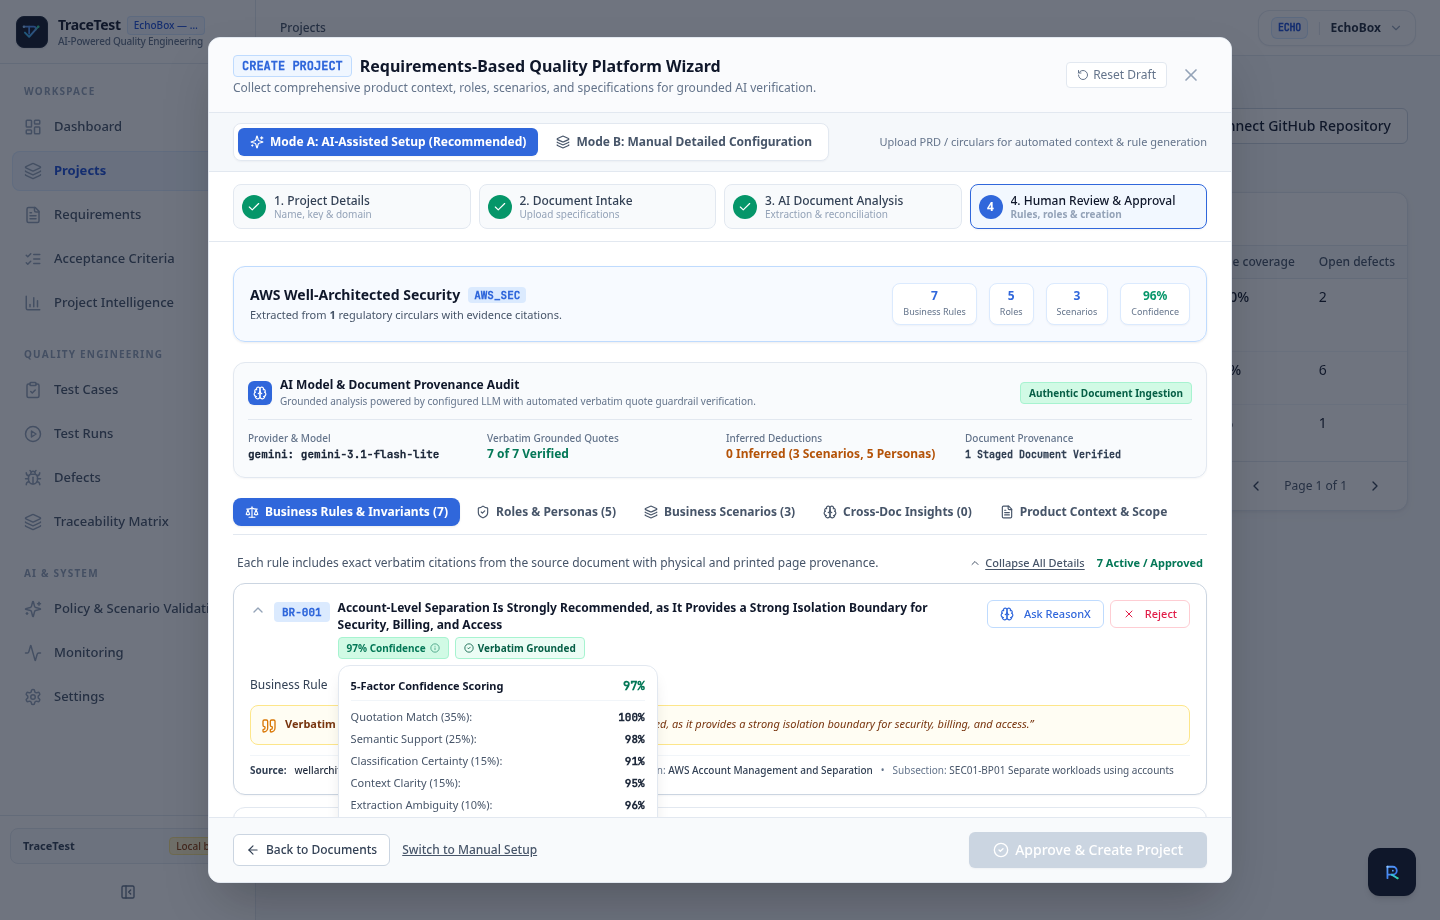 TraceTest EchoBox — ...
AI-Powered Quality Engineering
Projects
ECHO EchoBox
WORKSPACE
Dashboard
Projects
Requirements
Acceptance Criteria
Project Intelligence
QUALITY ENGINEERING
Test Cases
Test Runs
Defects
Traceability Matrix
AI & SYSTEM
Policy & Scenario Validati
Monitoring
Settings
TraceTest Local b
GitHub Repository
coverage Open defects
2
6
1
Page 1 of 1
CREATE PROJECT Requirements-Based Quality Platform Wizard
Collect comprehensive product context, roles, scenarios, and specifications for grounded AI verification.
Reset Draft
Mode A: AI-Assisted Setup (Recommended) Mode B: Manual Detailed Configuration Upload PRD / circulars for automated context & rule generation
1. Project Details
Name, key & domain
2. Document Intake
Upload specifications
3. AI Document Analysis
Extraction & reconciliation
4 4. Human Review & Approval
Rules, roles & creation
AWS Well-Architected Security AWS_SEC
Extracted from 1 regulatory circulars with evidence citations.
7
Business Rules
5
Roles
3
Scenarios
96%
Confidence
AI Model & Document Provenance Audit
Grounded analysis powered by configured LLM with automated verbatim quote guardrail verification.
Authentic Document Ingestion
Provider & Model
gemini: gemini-3.1-flash-lite
Verbatim Grounded Quotes
7 of 7 Verified
Inferred Deductions
0 Inferred (3 Scenarios, 5 Personas)
Document Provenance
1 Staged Document Verified
Business Rules & Invariants (7) Roles & Personas (5) Business Scenarios (3) Cross-Doc Insights (0) Product Context & Scope
Each rule includes exact verbatim citations from the source document with physical and printed page provenance. Collapse All Details 7 Active / Approved
BR-001 Account-Level Separation Is Strongly Recommended, as It Provides a Strong Isolation Boundary for
Security, Billing, and Access
Ask ReasonX Reject
97% Confidence Verbatim Grounded
Business Rule
5-Factor Confidence Scoring 97%
Quotation Match (35%): 100%
Semantic Support (25%): 98%
Classification Certainty (15%): 91%
Context Clarity (15%): 95%
Extraction Ambiguity (10%): 96%
Verbatim as it provides a strong isolation boundary for security, billing, and access.”
Source: wellarchi AWS Account Management and Separation • Subsection: SEC01-BP01 Separate workloads using accounts
Back to Documents Switch to Manual Setup Approve & Create Project